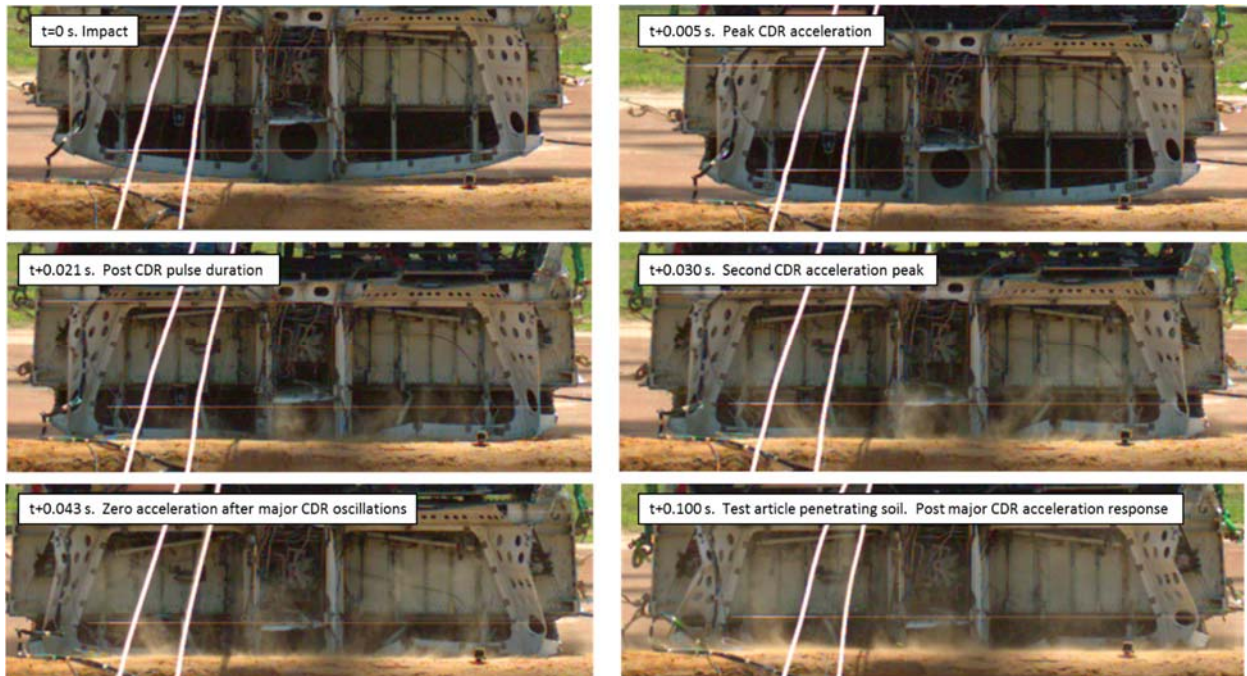 t=0 s. Impact
t+0.005 s. Peak CDR acceleration
t+0.021 s. Post CDR pulse duration
t+0.030 s. Second CDR acceleration peak
t+0.043 s. Zero acceleration after major CDR oscillations
t+0.100 s. Test article penetrating soil. Post major CDR acceleration response